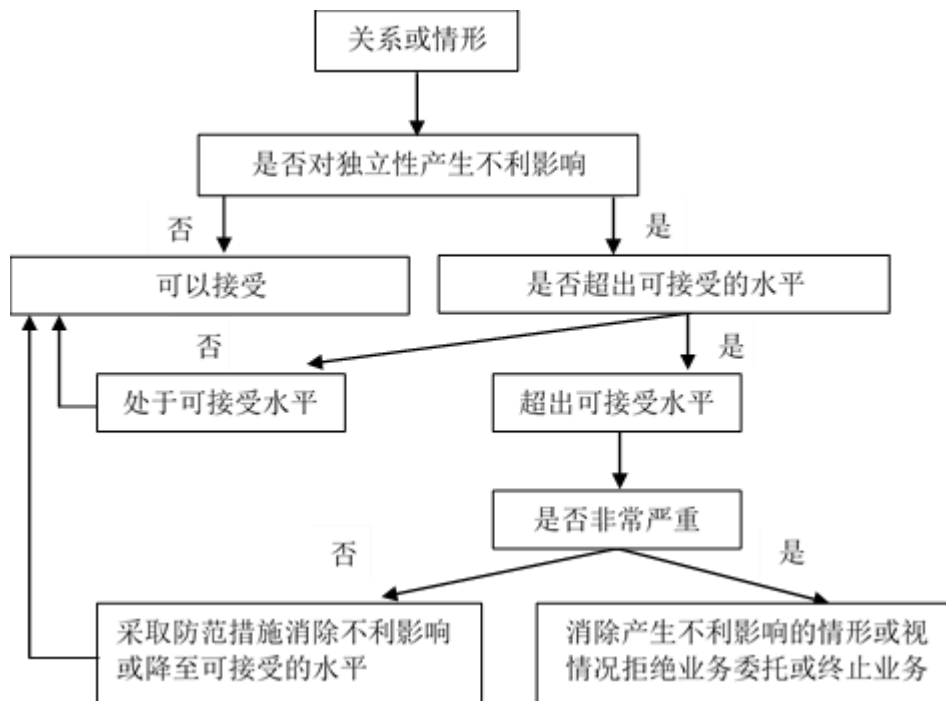 关系或情形
是否对独立性产生不利影响
否
是
可以接受
是否超出可接受的水平
否
是
处于可接受水平
超出可接受水平
是否非常严重
否
是
采取防范措施消除不利影响
或降至可接受的水平
消除产生不利影响的情形或视
情况拒绝业务委托或终止业务